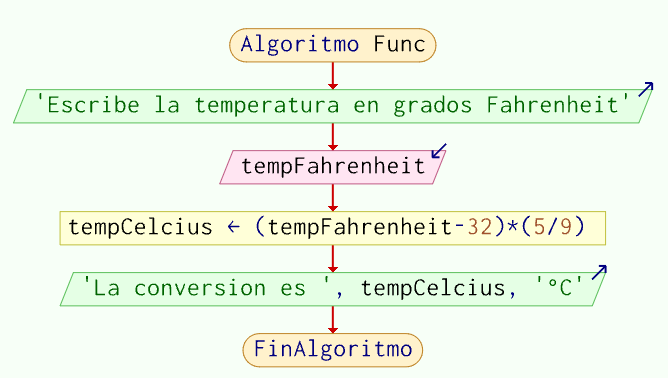 Algoritmo Func
'Escribe la temperatura en grados Fahrenheit'
tempFahrenheit
tempCelcius ← (tempFahrenheit-32)*(5/9)
'La conversion es ', tempCelcius, '°C'
FinAlgoritmo